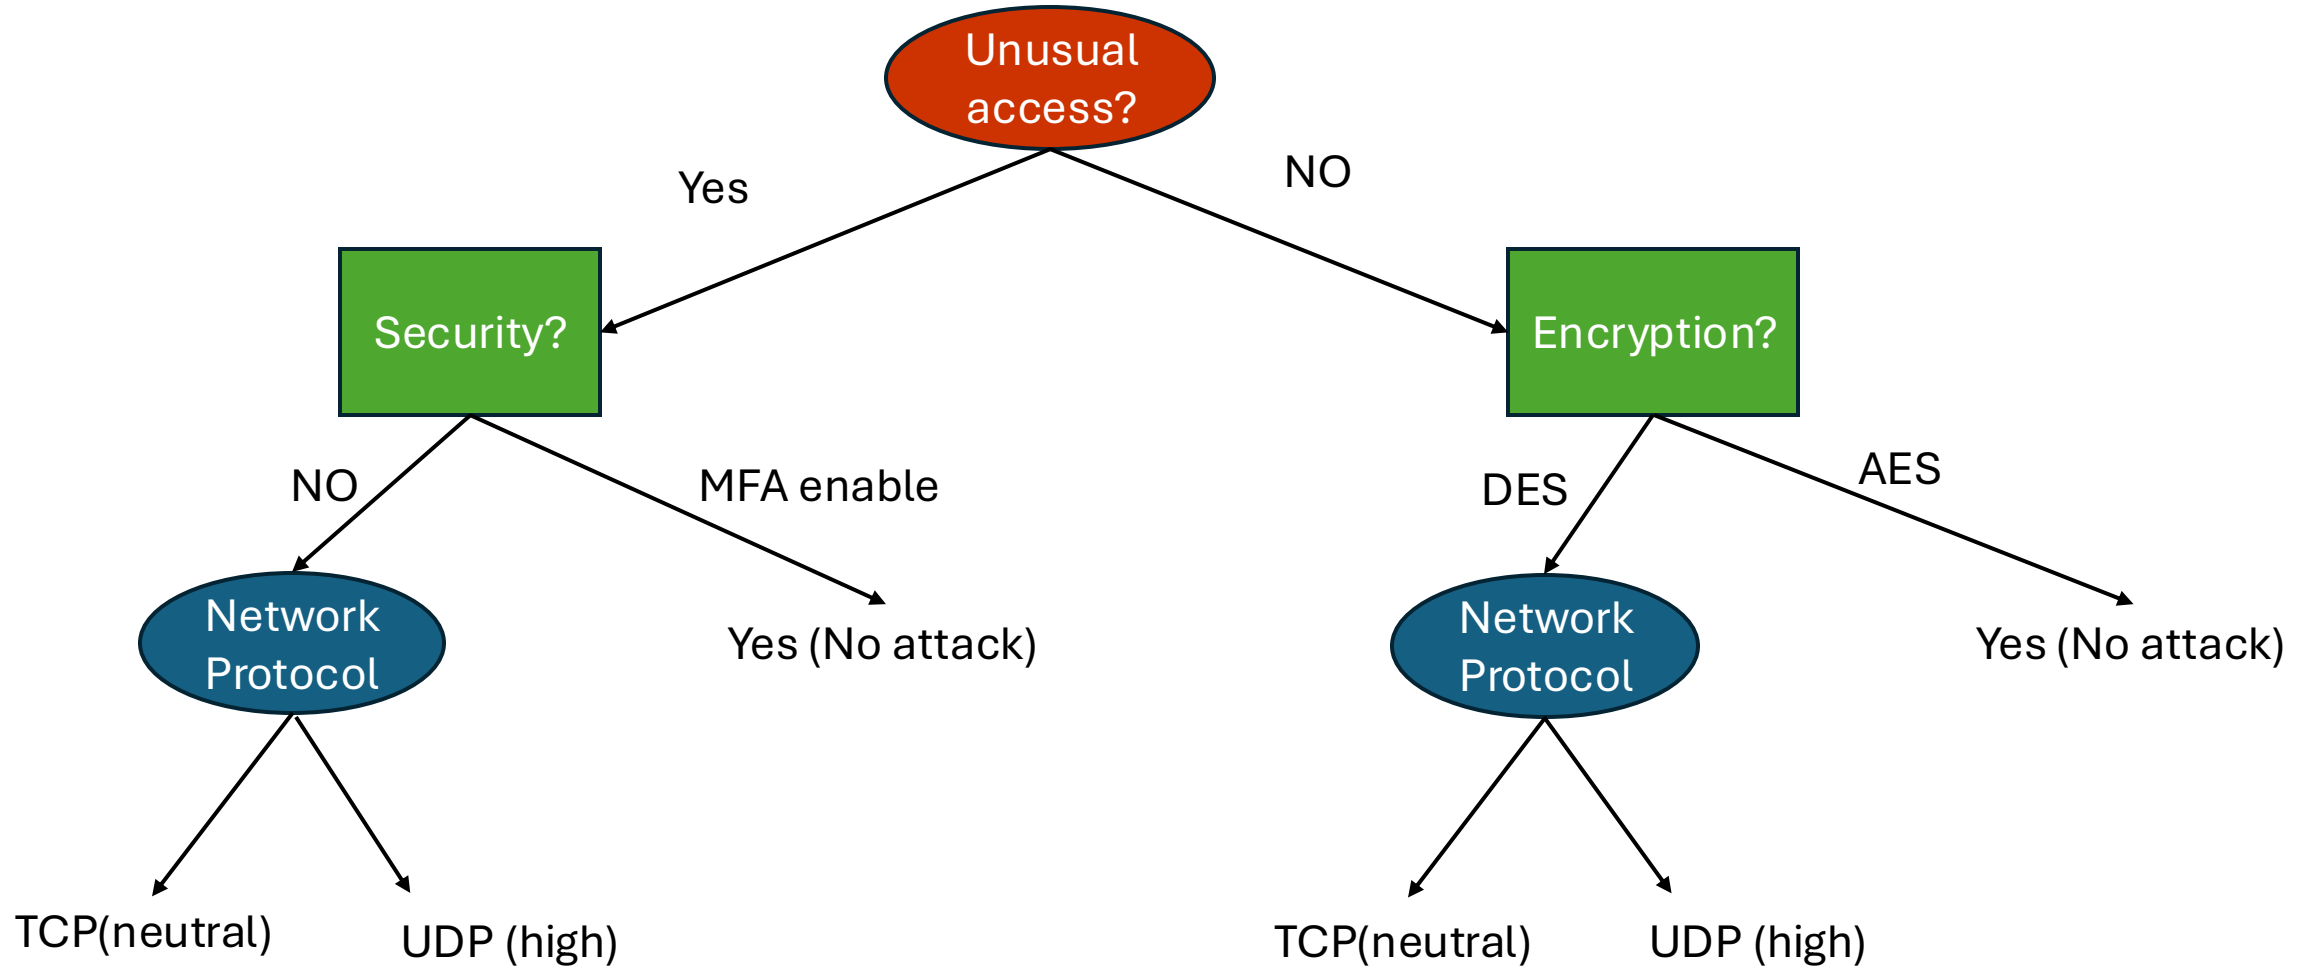 Unusual
access?
Yes
NO
Security?
Encryption?
NO
MFA enable
DES
AES
Network
Protocol
Yes (No attack)
Network
Protocol
Yes (No attack)
TCP(neutral)
UDP (high)
TCP(neutral)
UDP (high)